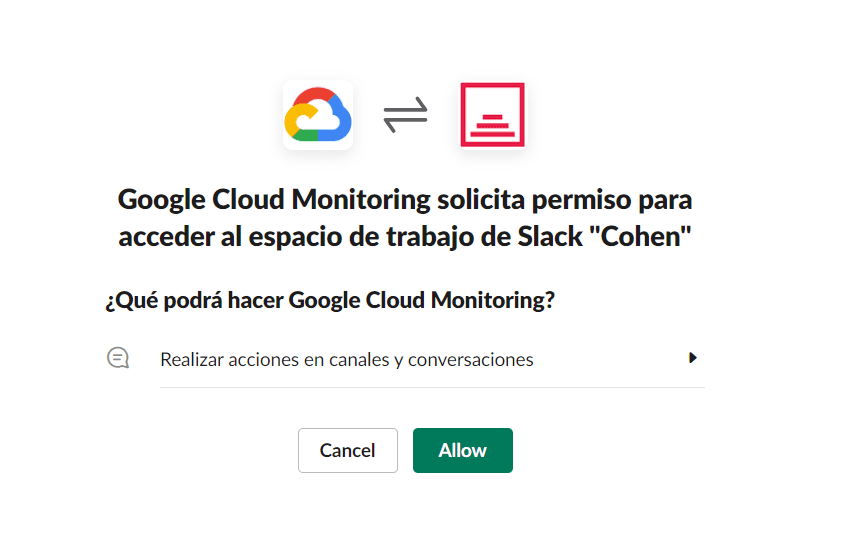 Google Cloud Monitoring solicita permiso para
acceder al espacio de trabajo de Slack "Cohen"
¿Qué podrá hacer Google Cloud Monitoring?
Realizar acciones en canales y conversaciones
Cancel
Allow